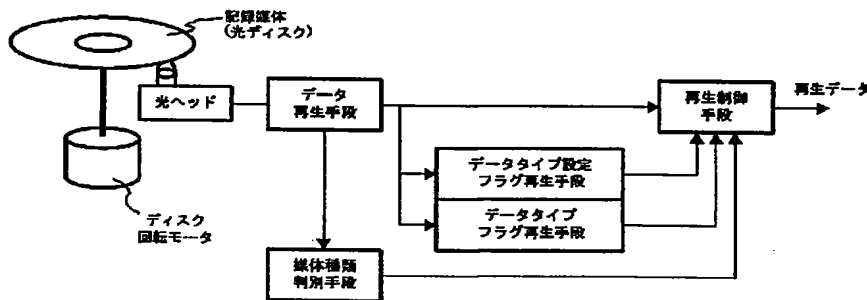 記録媒体
(光ディスク)
光ヘッド
データ
再生手段
再生制御
手段
再生データ
データタイプ設定
フラグ再生手段
データタイプ
フラグ再生手段
ディスク
回転モータ
媒体種類
判別手段